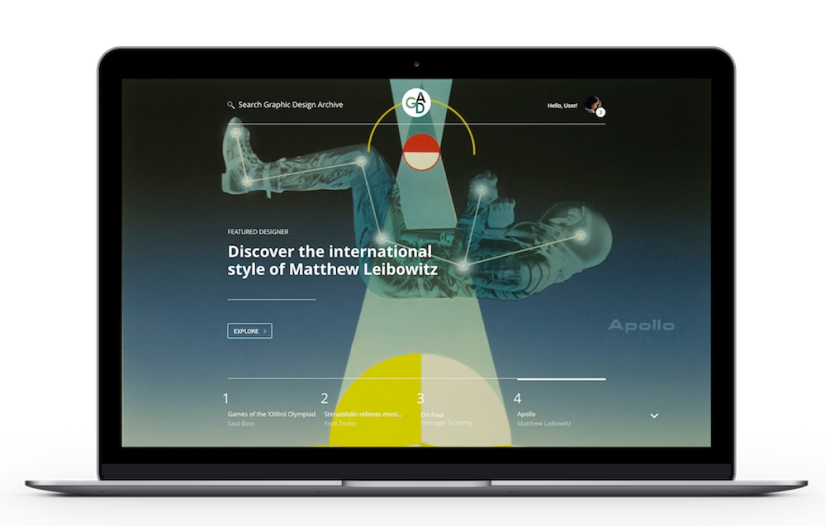 Search Graphic Design Archive
GAD
Hello, User!
FEATURED DESIGNER
Discover the international
style of Matthew Leibowitz
EXPLORE
Apollo
1
2
3
4
Games of the XXIIIrd Olympiad
Sterazolidin relieves most...
On Foot
Apollo
Saul Bass
Fred Troller
George Tscherny
Matthew Leibowitz